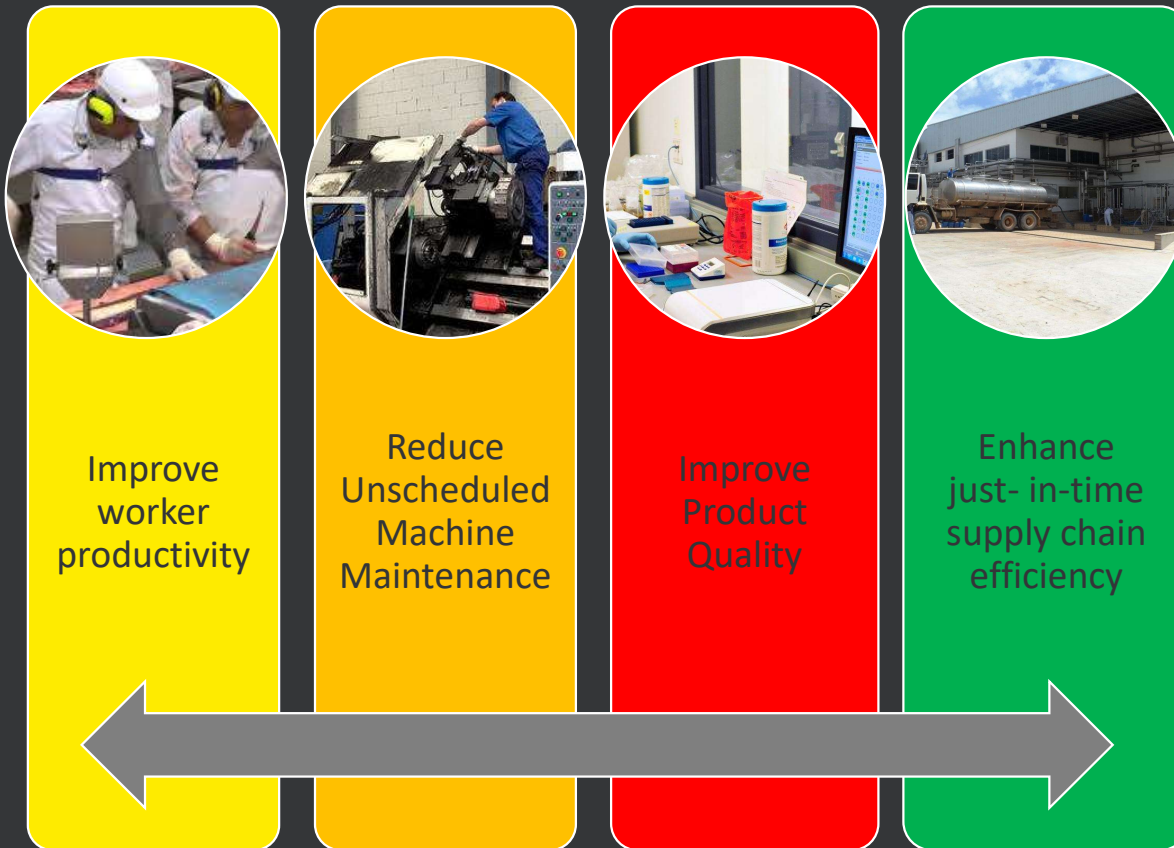 Improve
worker
productivity
Reduce
Unscheduled
Machine
Maintenance
Improve
Product
Quality
Enhance
just- in-time
supply chain
efficiency